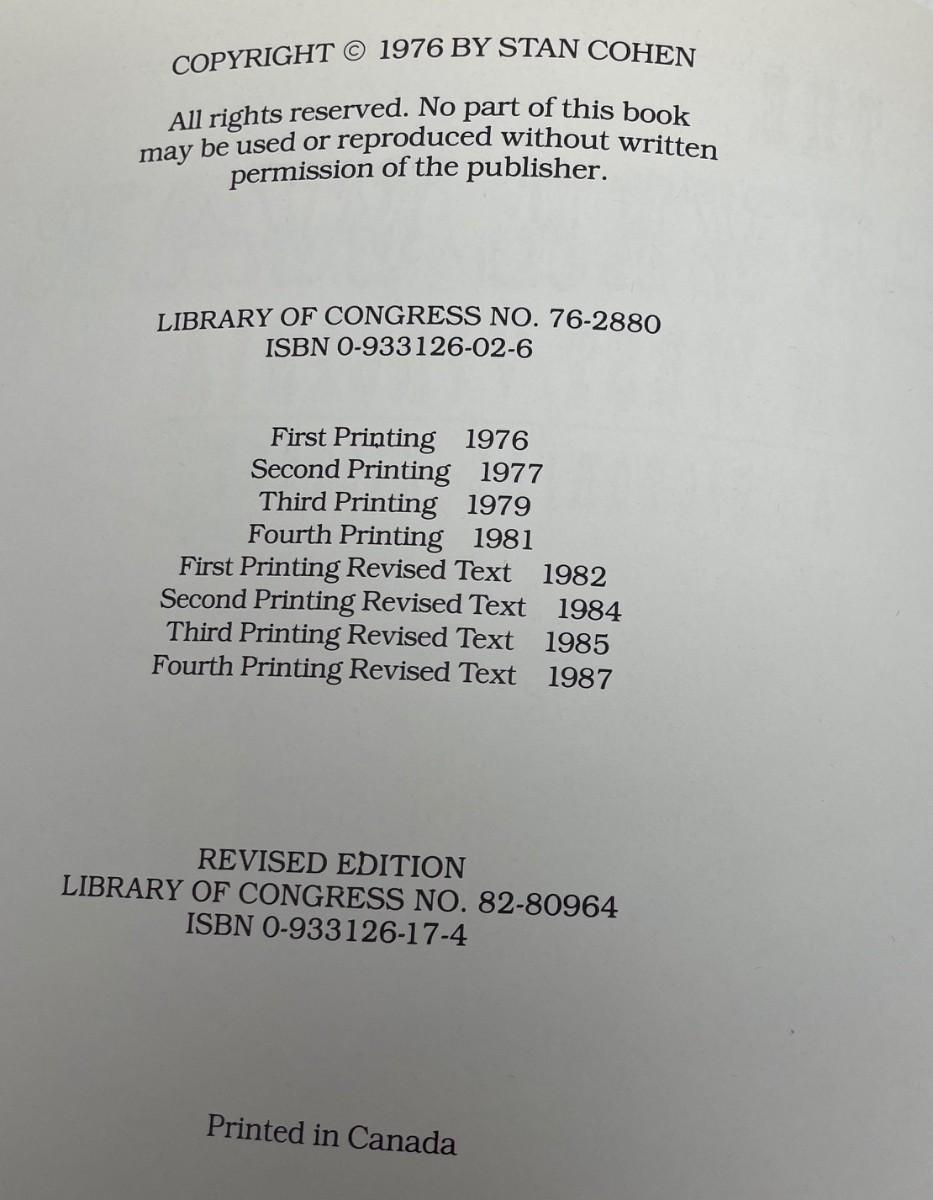 COPYRIGHT © 1976 BY STAN COHEN
All rights reserved. No part of this book
may be used or reproduced without written
permission of the publisher.
LIBRARY OF CONGRESS NO. 76-2880
ISBN 0-933126-02-6
First Printing 1976
Second Printing 1977
Third Printing 1979
Fourth Printing 1981
First Printing Revised Text 1982
Second Printing Revised Text 1984
Third Printing Revised Text 1985
Fourth Printing Revised Text 1987
REVISED EDITION
LIBRARY OF CONGRESS NO. 82-80964
ISBN 0-933126-17-4
Printed in Canada